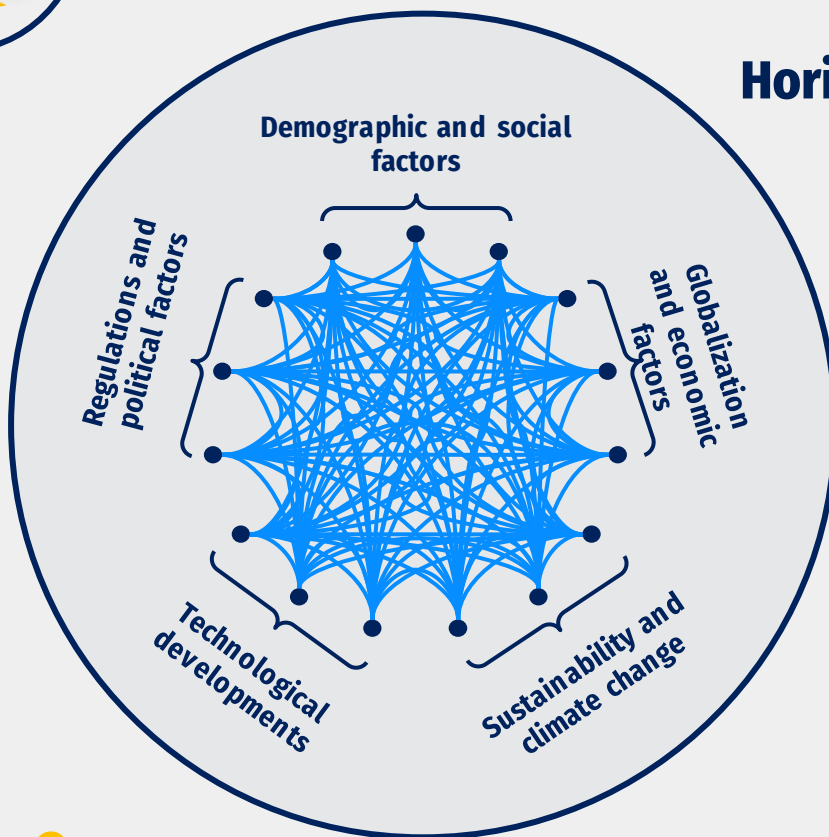 Hori
Demographic and social
factors
Regulations and
political factors
Globalization
and economic
factors
Technological
developments
Sustainability and
climate change